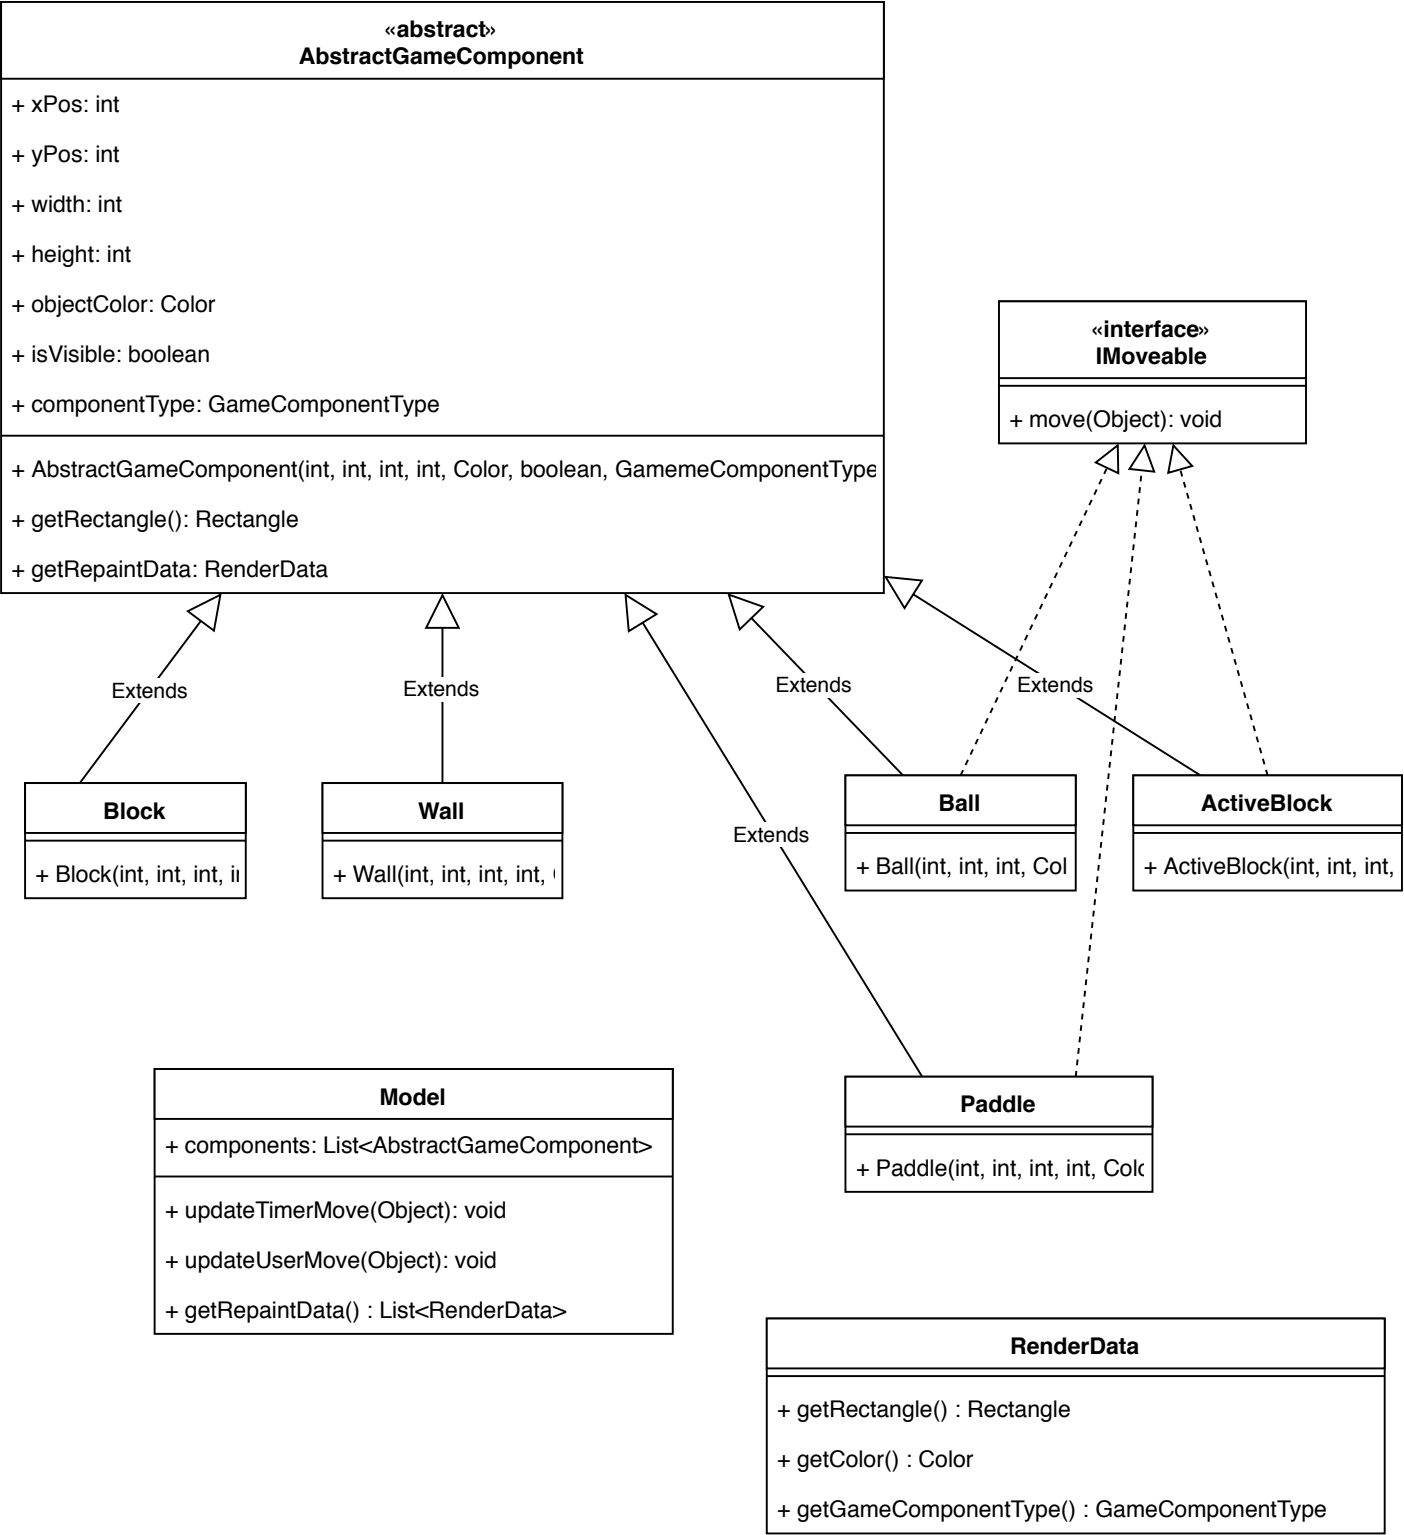 «abstract»
AbstractGameComponent
+ xPos: int
+ yPos: int
+ width: int
+ height: int
+ objectColor: Color
+ isVisible: boolean
+ componentType: GameComponentType
+ AbstractGameComponent(int, int, int, int, Color, boolean, GamemeComponentType
+ getRectangle(): Rectangle
+ getRepaintData: RenderData
«interface»
IMoveable
+ move(Object): void
Extends
Extends
Extends
Extends
Extends
Block
+ Block(int, int, int,
Wall
+ Wall(int, int, int, int,
Ball
+ Ball(int, int, int, Col
ActiveBlock
+ ActiveBlock(int, int, int,
Paddle
+ Paddle(int, int, int, int,
Model
+ components: List<AbstractGameComponent>
+ updateTimerMove(Object): void
+ updateUserMove(Object): void
+ getRepaintData() : List<RenderData>
RenderData
+ getRectangle() : Rectangle
+ getColor() : Color
+ getGameComponentType() : GameComponentType